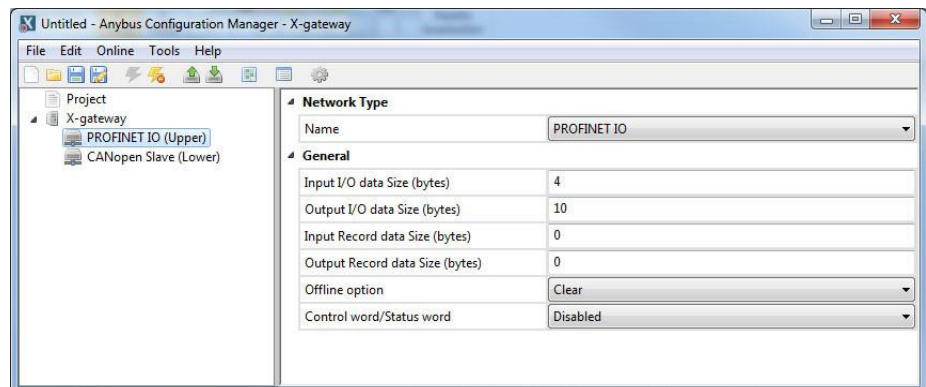 Untitled - Anybus Configuration Manager - X-gateway
File Edit Online Tools Help
Project
X-gateway
PROFINET IO (Upper)
CANopen Slave (Lower)
Network Type
Name PROFINET IO
General
Input I/O data Size (bytes) 4
Output I/O data Size (bytes) 10
Input Record data Size (bytes) 0
Output Record data Size (bytes) 0
Offline option Clear
Control word/Status word Disabled